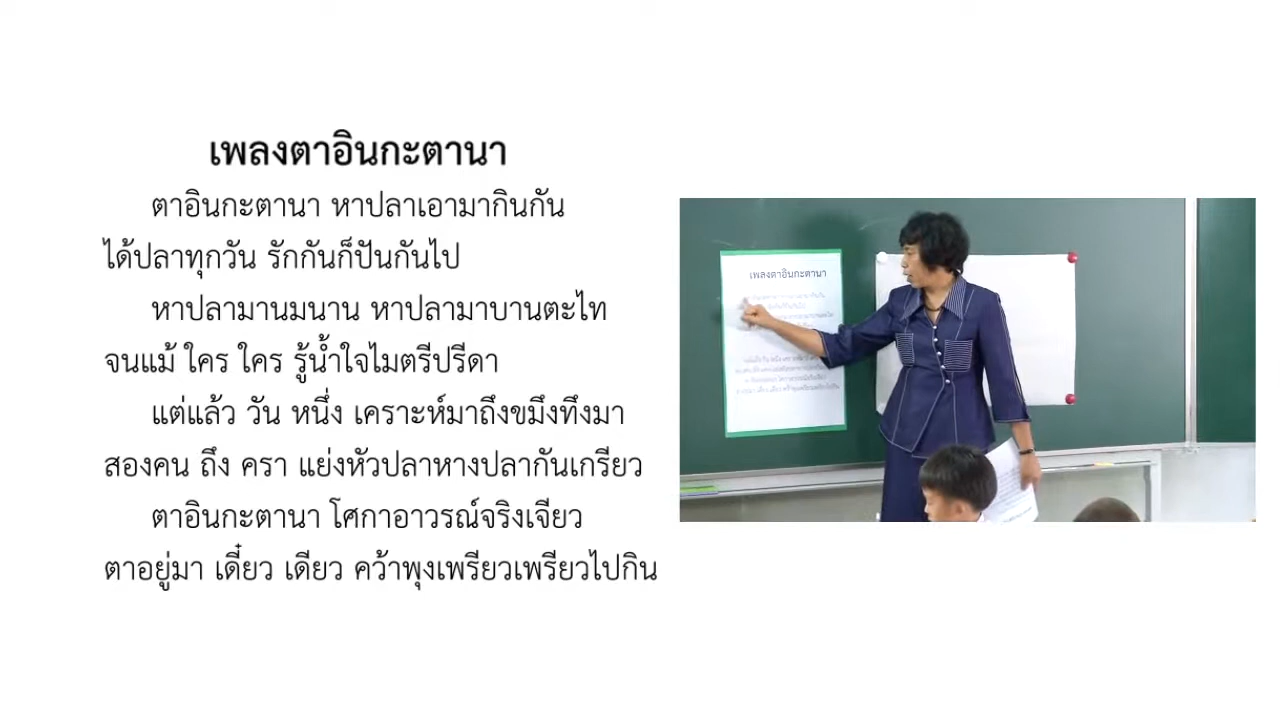 เพลงตาอินกะตานา
ตาอินกะตานา หาปลาเอามากินกัน
ได้ปลาทุกวัน รักกันก็ปันกันไป
หาปลามานมนาน หาปลามาบานตะไท
จนแม้ ใคร ใคร รู้น้ำใจไมตรีปรีดา
แต่แล้ว วัน หนึ่ง เคราะห์มาถึงขมึงทึงมา
สองคน ถึง ครา แย่งหัวปลาหางปลากันเกรียว
ตาอินกะตานา โศกาอาวรณ์จริงเจียว
ตาอยู่มา เดี๋ยว เดียว คว้าพุงเพรียวเพรียวไปกิน
เพลงตาอินกะตานา